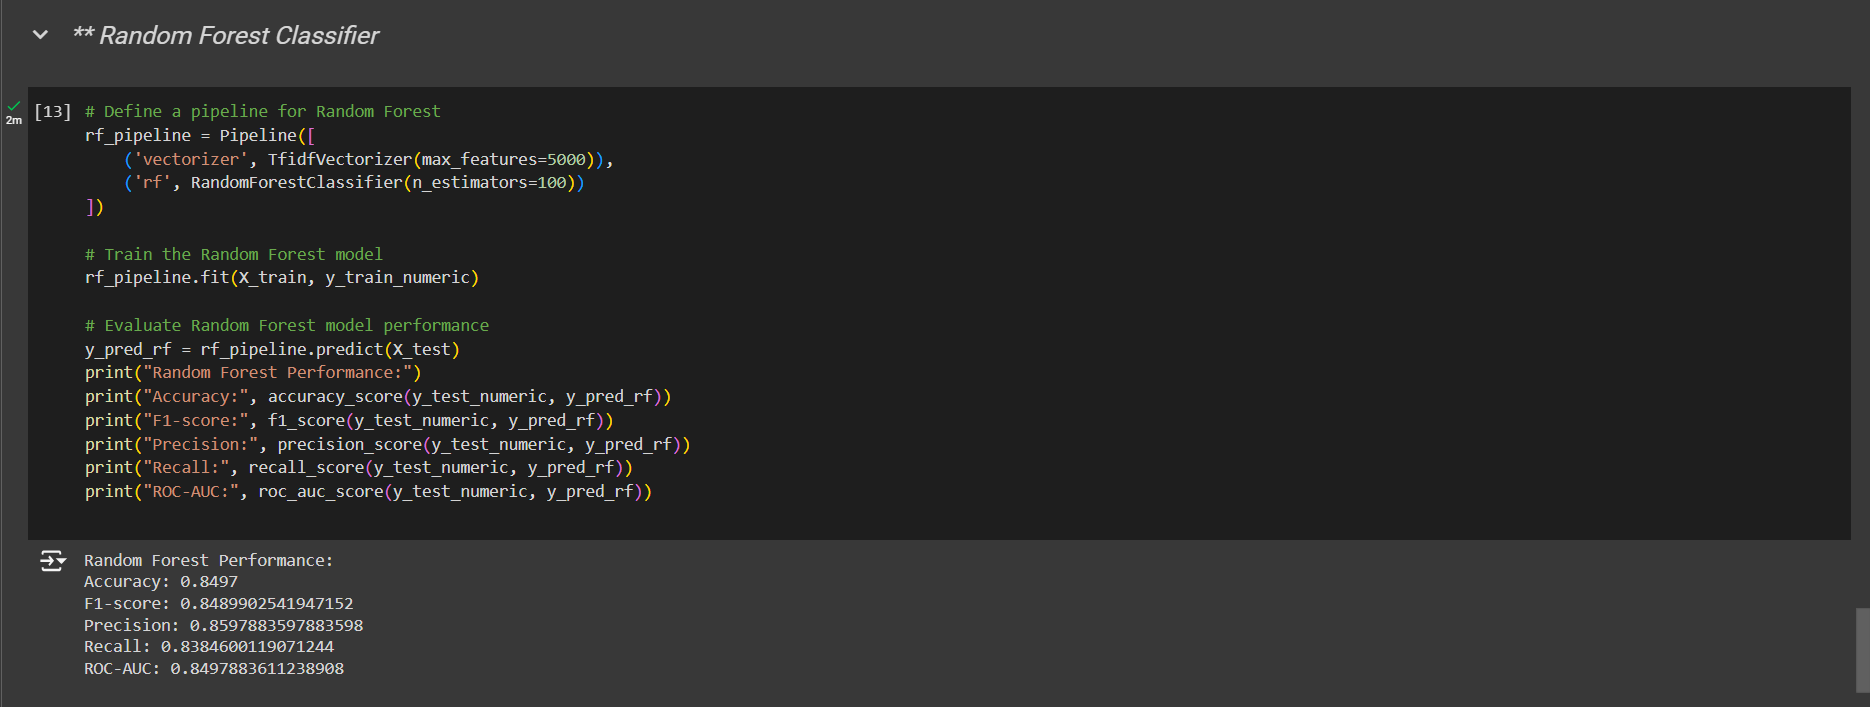 ** Random Forest Classifier
2m
[13] # Define a pipeline for Random Forest
rf_pipeline = Pipeline([
    ('vectorizer', TfidfVectorizer(max_features=5000)),
    ('rf', RandomForestClassifier(n_estimators=100))
])
# Train the Random Forest model
rf_pipeline.fit(X_train, y_train_numeric)
# Evaluate Random Forest model performance
y_pred_rf = rf_pipeline.predict(X_test)
print("Random Forest Performance:")
print("Accuracy:", accuracy_score(y_test_numeric, y_pred_rf))
print("F1-score:", f1_score(y_test_numeric, y_pred_rf))
print("Precision:", precision_score(y_test_numeric, y_pred_rf))
print("Recall:", recall_score(y_test_numeric, y_pred_rf))
print("ROC-AUC:", roc_auc_score(y_test_numeric, y_pred_rf))
Random Forest Performance:
Accuracy: 0.8497
F1-score: 0.8489902541947152
Precision: 0.8597883597883598
Recall: 0.8384600119071244
ROC-AUC: 0.8497883611238908